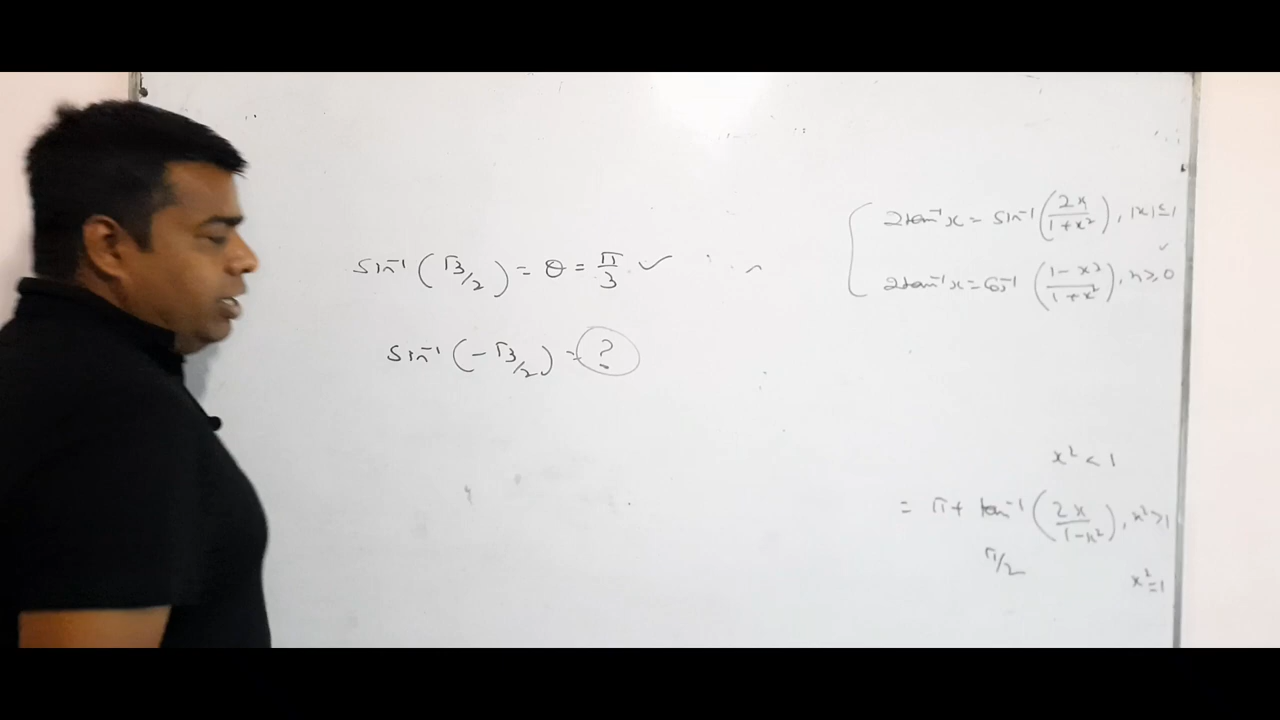 sin⁻¹(√3/2) = θ = π/3 ✓
sin⁻¹(-√3/2) = ?
2tan⁻¹x = sin⁻¹(2x/1+x²), |x| ≤ 1
✓
2tan⁻¹x = cos⁻¹(1-x²/1+x²), x ≥ 0
x² < 1
= π + tan⁻¹(2x/1-x²), x² > 1
π/2
x² = 1